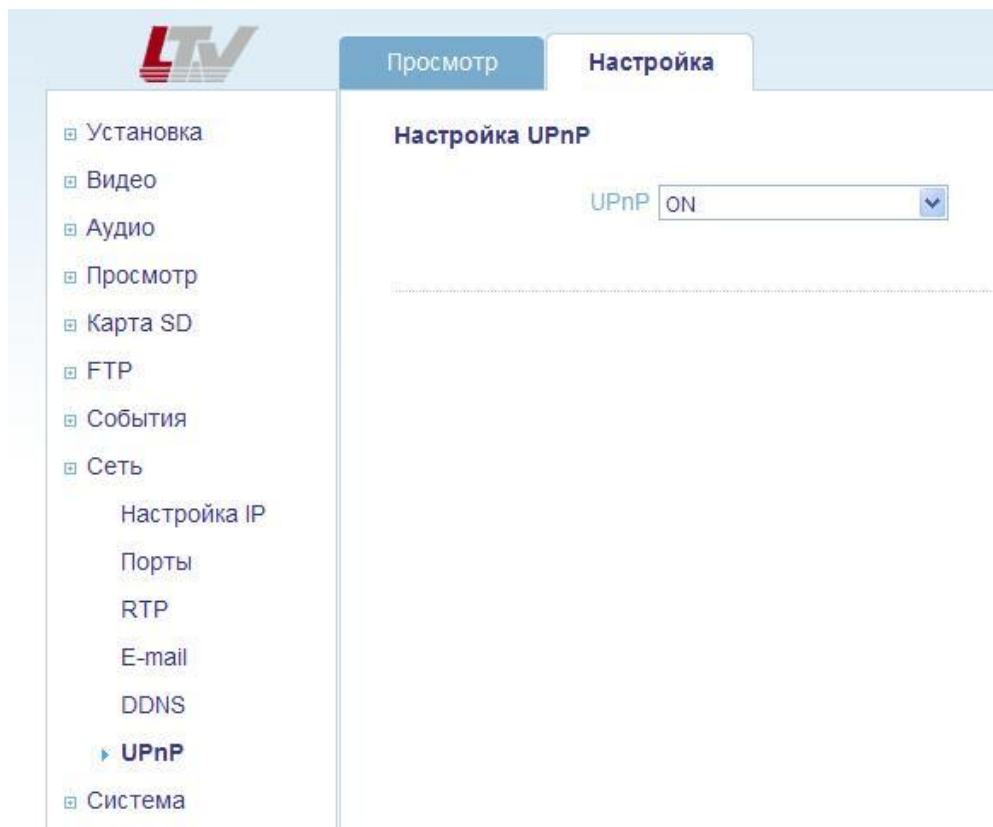 LTV
Просмотр
Настройка
Установка
Видео
Аудио
Просмотр
Карта SD
FTP
События
Сеть
Настройка IP
Порты
RTP
E-mail
DDNS
UPnP
Система
Настройка UPnP
UPnP ON